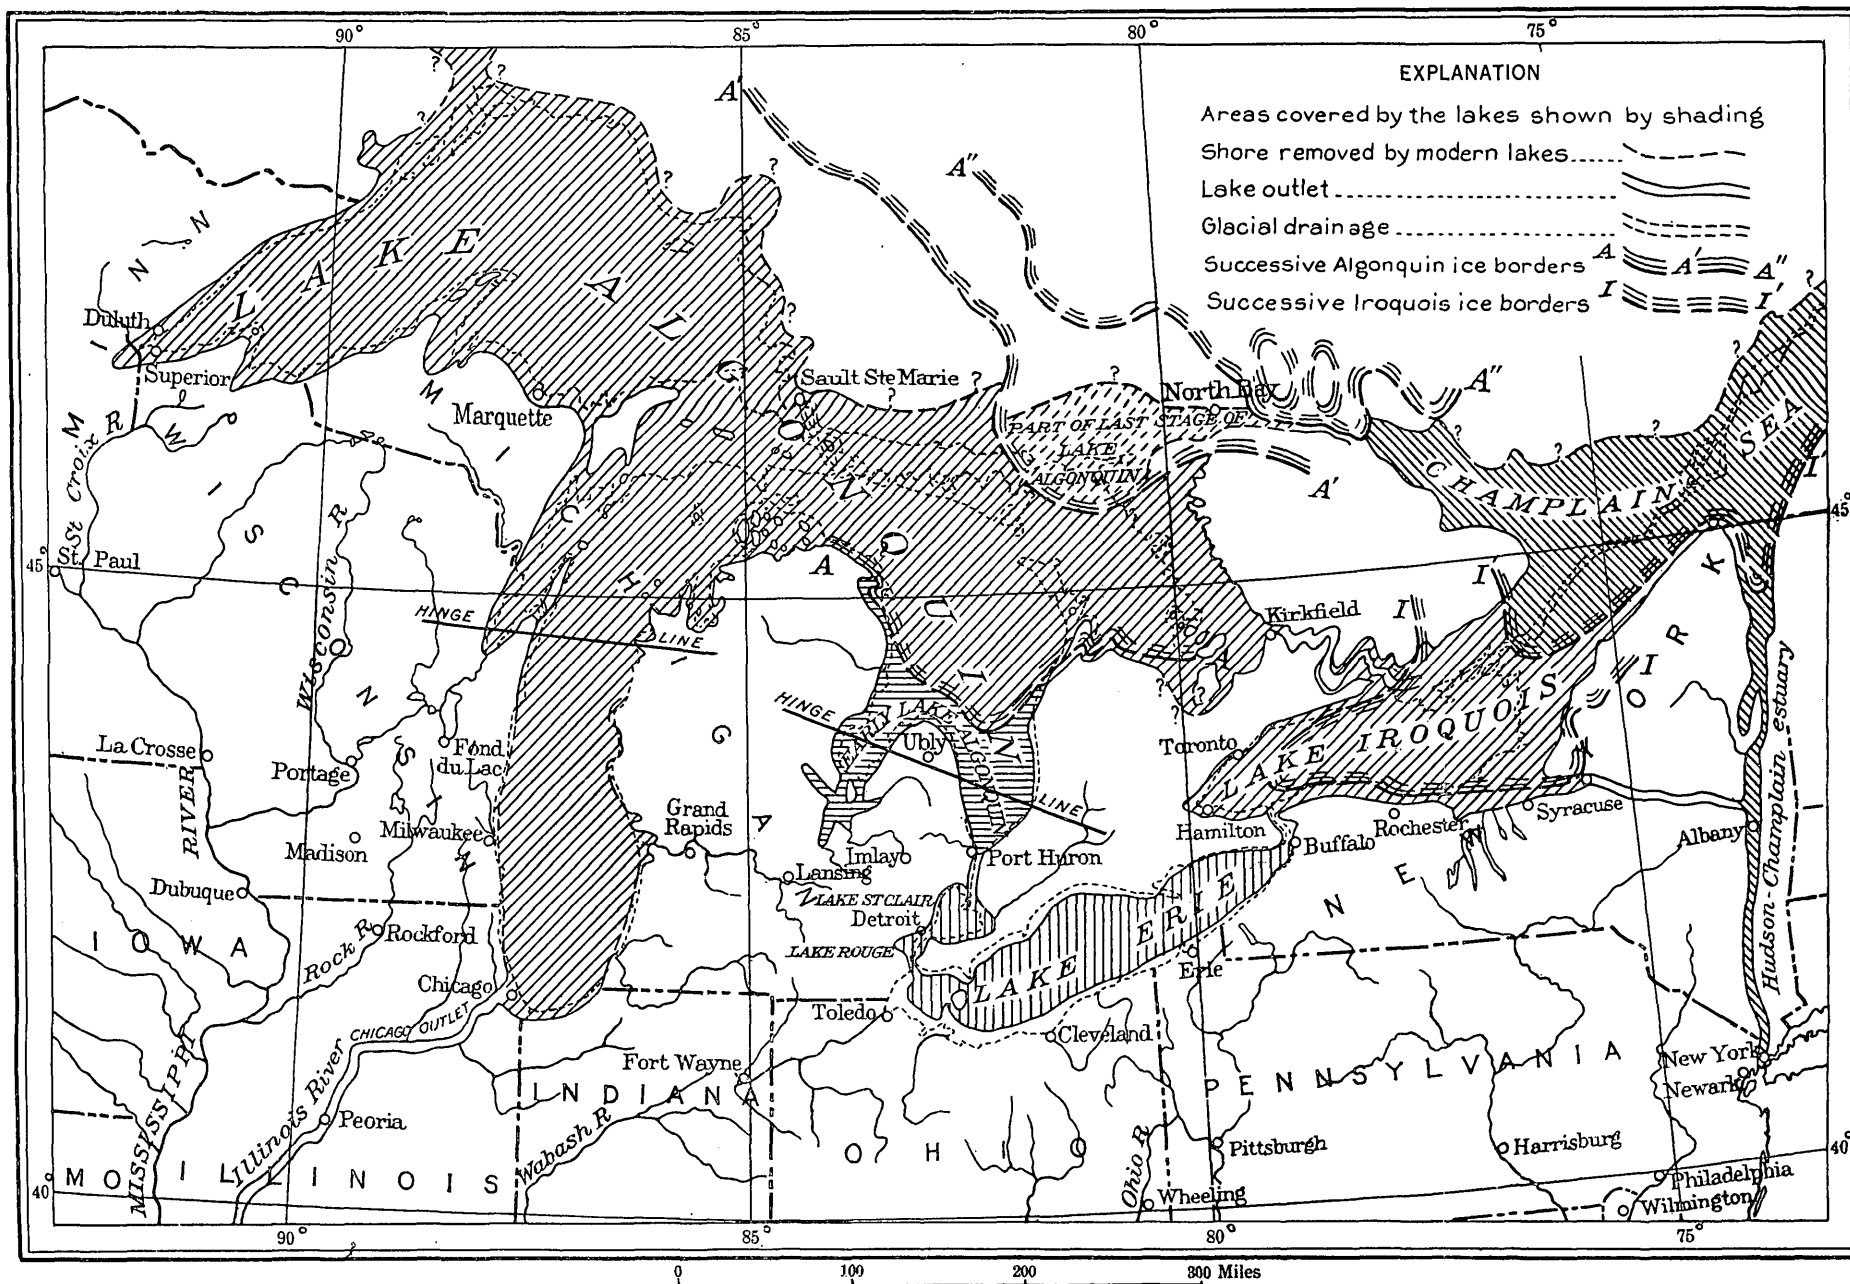 90° 85° 80° 75°
EXPLANATION
Areas covered by the lakes shown by shading
Shore removed by modern lakes
Lake outlet
Glacial drainage
Successive Algonquin ice borders A A' A"
Successive Iroquois ice borders I I'
A'
A"
A"
A'
A
A
I
I
I
I'
LAKE ALGONQUIN
MINN
Duluth
Superior
Marquette
Sault Ste Marie
North Bay
PART OF LAST STAGE OF
LAKE
ALGONQUIN
CHAMPLAIN SEA
St Croix R
St. Paul
45°
45°
WISCONSIN
Wisconsin R
MICHIGAN
HINGE LINE
Kirkfield
La Crosse
Portage
Fond
du Lac
HINGE LINE
EARLY LAKE ALGONQUIN
Ubly
Toronto
LAKE IROQUOIS
NEW YORK
Hudson-Champlain estuary
RIVER
Madison
Milwaukee
Grand
Rapids
Imlay
Lansing
Port Huron
Hamilton
Buffalo
Rochester
Syracuse
Albany
Dubuque
IOWA
Rock R
Rockford
LAKE ST CLAIR
Detroit
LAKE ROUGE
LAKE ERIE
Erie
Chicago
CHICAGO OUTLET
Toledo
Cleveland
MISSISSIPPI
Illinois River
Peoria
Fort Wayne
INDIANA
Wabash R
OHIO
Ohio R
PENNSYLVANIA
New York
Newark
Pittsburgh
Harrisburg
Philadelphia
Wheeling
Wilmington
MO
ILLINOIS
40°
40°
90° 85° 80° 75°
0 100 200 300 Miles